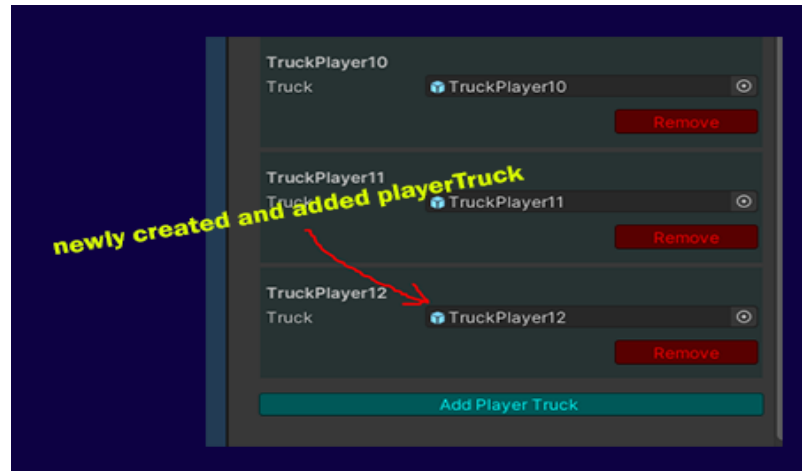 TruckPlayer10
Truck TruckPlayer10
Remove
TruckPlayer11
Truck TruckPlayer11
newly created and added playerTruck
Remove
TruckPlayer12
Truck TruckPlayer12
Remove
Add Player Truck